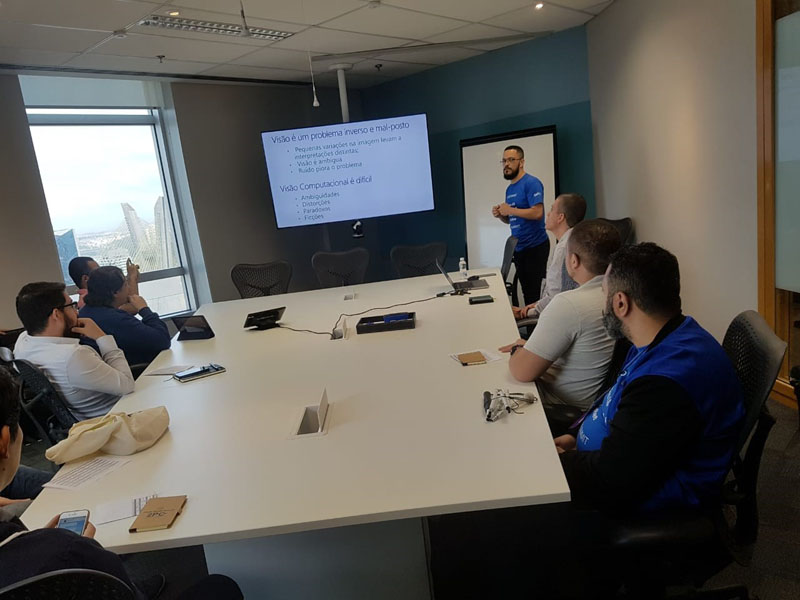 Visão é um problema inverso e mal-posto
• Pequenas variações na imagem levam a
interpretações distintas;
• Visão é ambígua
• Ruído piora o problema
Visão Computacional é difícil
• Ambiguidades
• Distorções
• Paradoxos
• Ficções